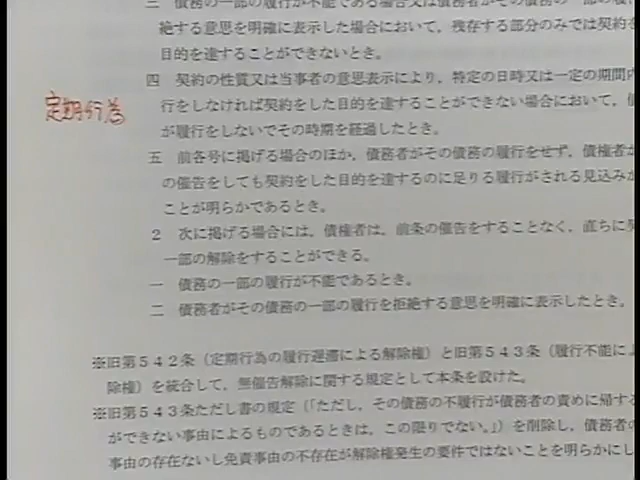 三　債務の一部の履行が不能である場合又は債務者がその債務の一部の履
絶する意思を明確に表示した場合において、残存する部分のみでは契約を
目的を達することができないとき。
四　契約の性質又は当事者の意思表示により、特定の日時又は一定の期間内
定期行為
行をしなければ契約をした目的を達することができない場合において、
が履行をしないでその時期を経過したとき。
五　前各号に掲げる場合のほか、債務者がその債務の履行をせず、債権者が
の催告をしても契約をした目的を達するのに足りる履行がされる見込みが
ことが明らかであるとき。
２　次に掲げる場合には、債権者は、前条の催告をすることなく、直ちに契
一部の解除をすることができる。
一　債務の一部の履行が不能であるとき。
二　債務者がその債務の一部の履行を拒絶する意思を明確に表示したとき。
※旧第５４２条（定期行為の履行遅滞による解除権）と旧第５４３条（履行不能によ
除権）を統合して、無催告解除に関する規定として本条を設けた。
※旧第５４３条ただし書の規定（「ただし、その債務の不履行が債務者の責めに帰する
ができない事由によるものであるときは、この限りでない。」）を削除し、債務者の
事由の存在ないし免責事由の不存在が解除権発生の要件ではないことを明らかにし